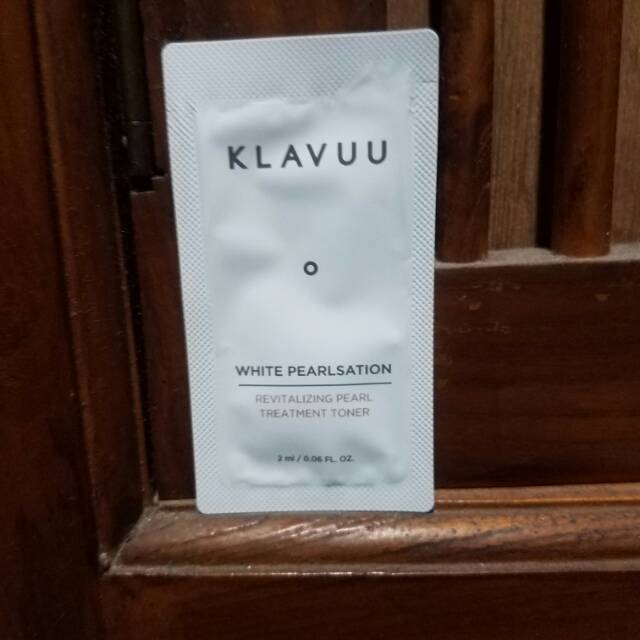 KLAVUU
WHITE PEARLSATION
REVITALIZING PEARL
TREATMENT TONER
2 ml / 0.06 FL. OZ.